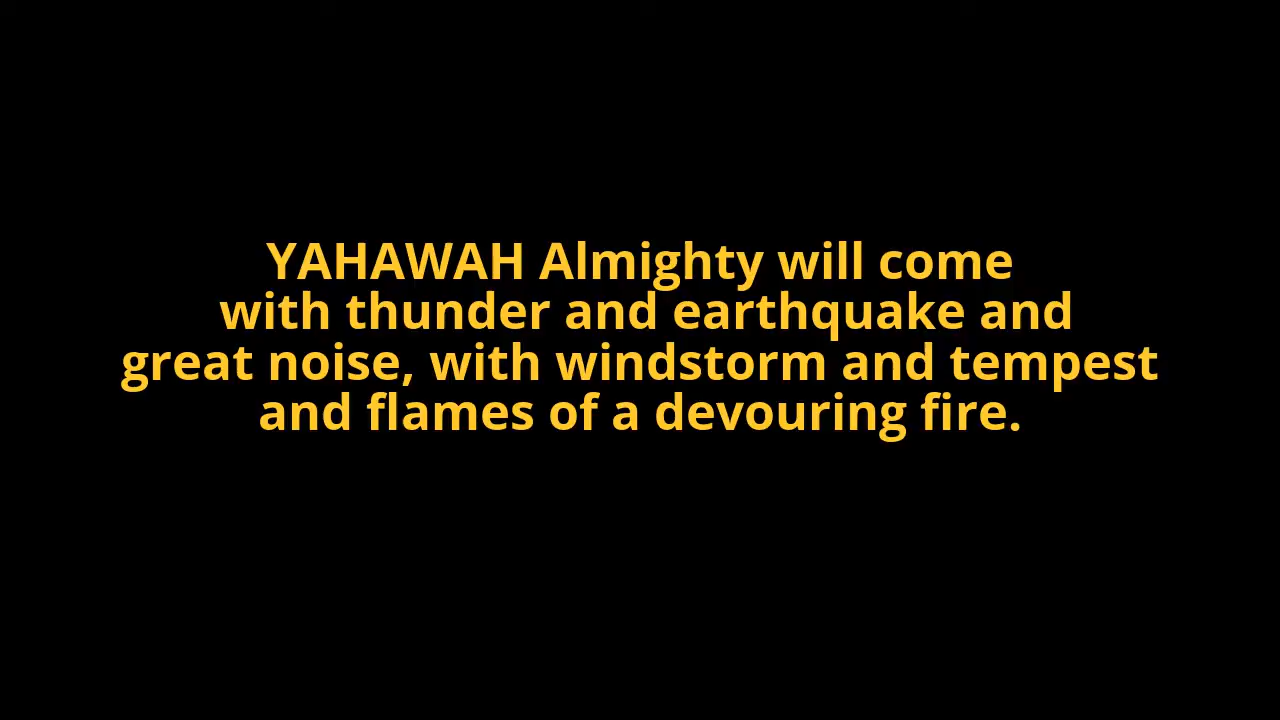 YAHAWAH Almighty will come
with thunder and earthquake and
great noise, with windstorm and tempest
and flames of a devouring fire.